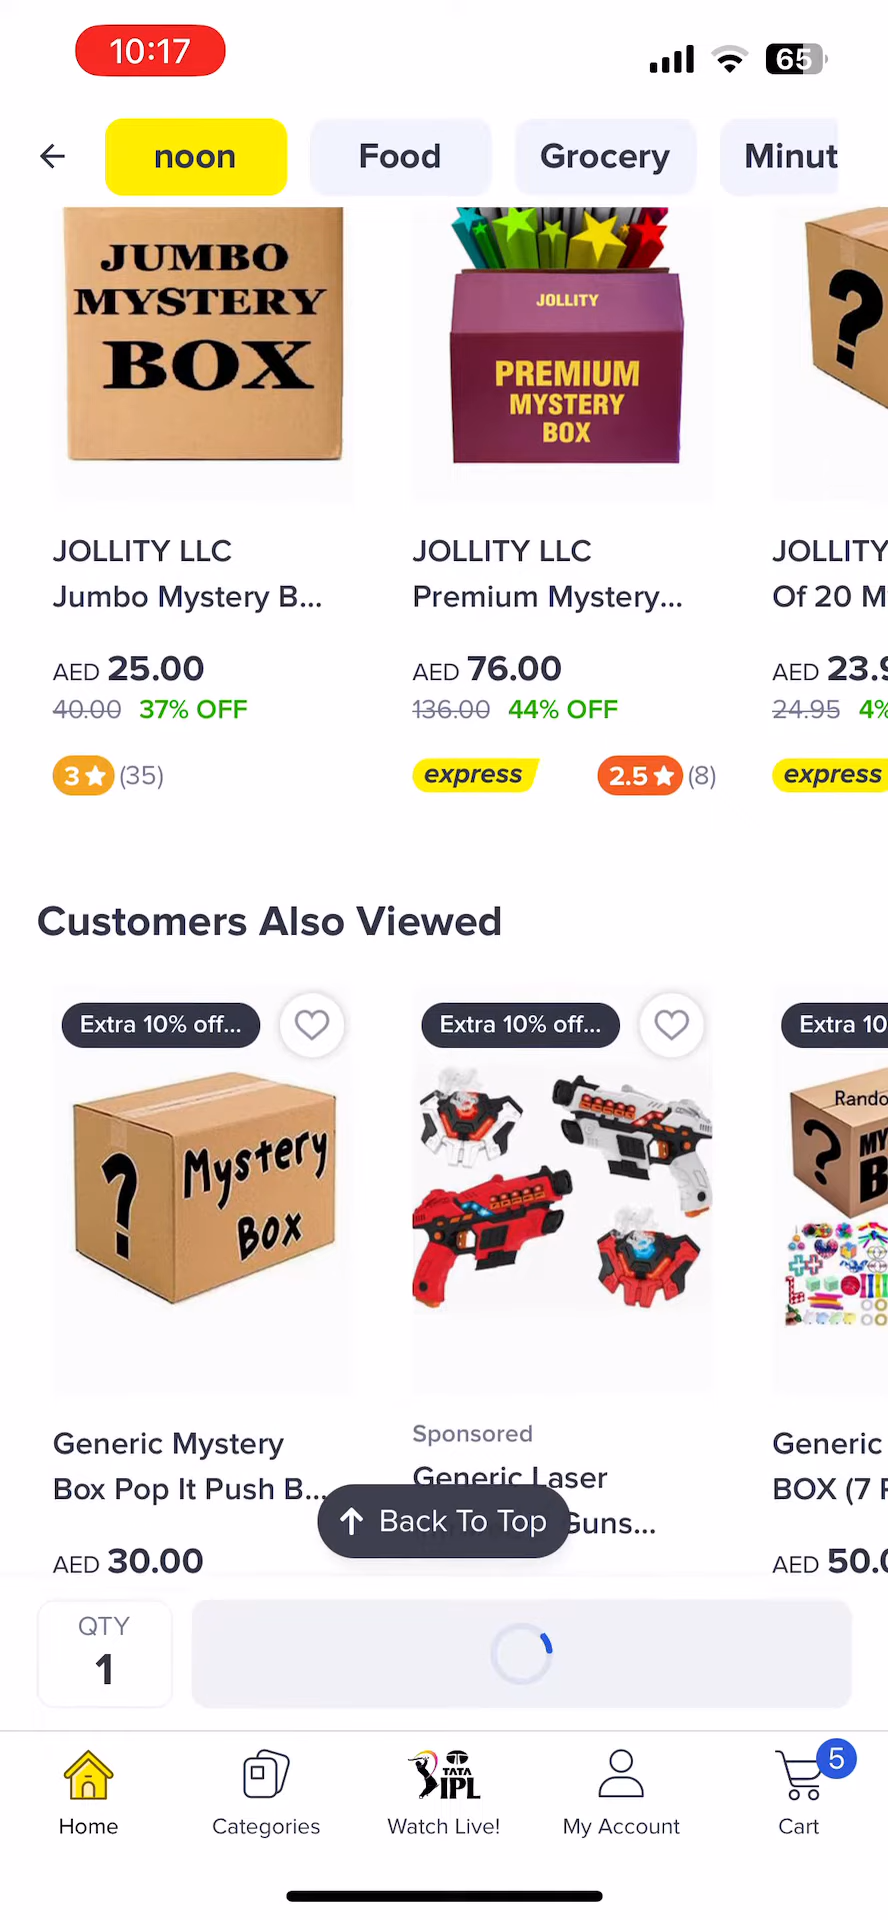 10:17
65
noon
Food
Grocery
Minut
JUMBO
MYSTERY
BOX
JOLLITY
PREMIUM
MYSTERY
BOX
?
JOLLITY LLC
Jumbo Mystery B...
AED 25.00
40.00 37% OFF
3 (35)
JOLLITY LLC
Premium Mystery...
AED 76.00
136.00 44% OFF
express 2.5 (8)
JOLLITY
Of 20 M
AED 23.9
24.95 4%
express
Customers Also Viewed
Extra 10% off...
Extra 10% off...
Extra 10
? Mystery
Box
Rando
? MY
B
Generic Mystery
Box Pop It Push B...
AED 30.00
Sponsored
Generic Laser
Guns...
Generic
BOX (7 P
AED 50.0
Back To Top
QTY
1
Home
Categories
TATA
IPL
Watch Live!
My Account
5
Cart